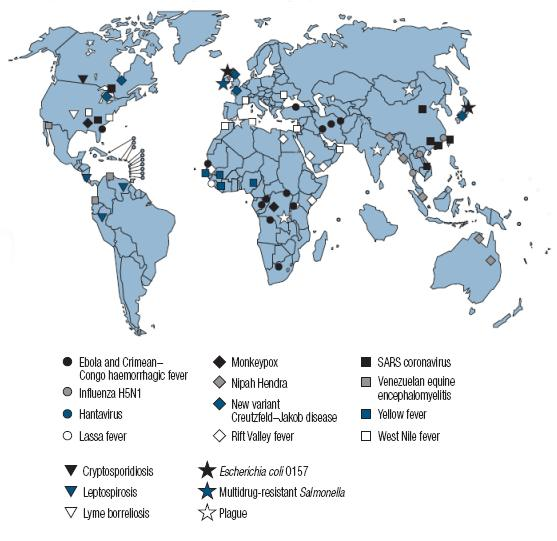 Ebola and Crimean–
Congo haemorrhagic fever
Influenza H5N1
Hantavirus
Lassa fever
Monkeypox
Nipah Hendra
New variant
Creutzfeld–Jakob disease
Rift Valley fever
SARS coronavirus
Venezuelan equine
encephalomyelitis
Yellow fever
West Nile fever
Cryptosporidiosis
Leptospirosis
Lyme borreliosis
Escherichia coli O157
Multidrug-resistant Salmonella
Plague